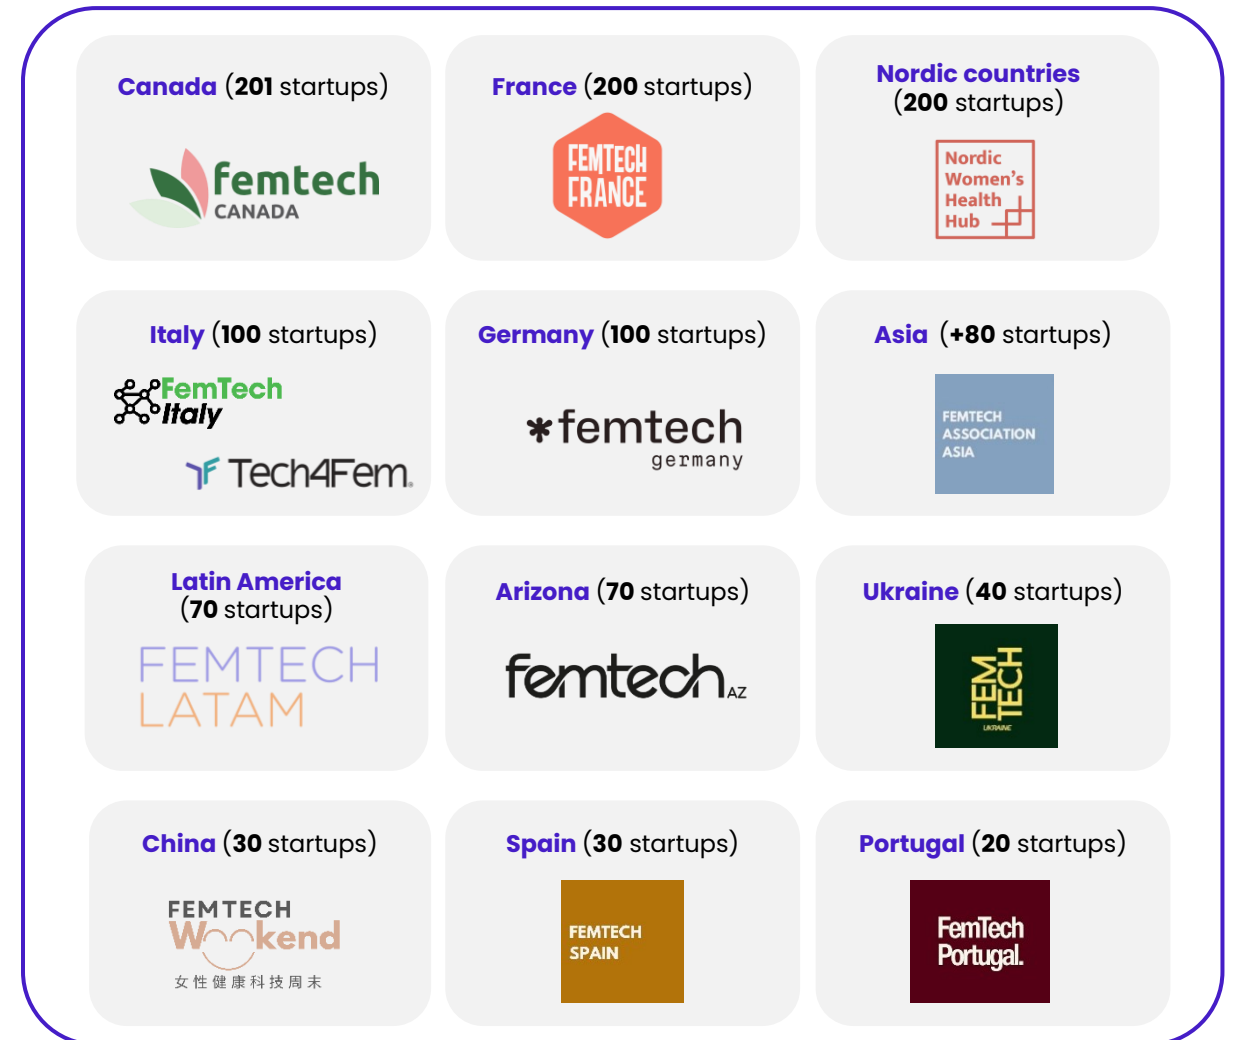 Canada (201 startups)
femtech
CANADA
France (200 startups)
FEMTECH
FRANCE
Nordic countries
(200 startups)
Nordic
Women's
Health
Hub
Italy (100 startups)
FemTech
Italy
Tech4Fem.
Germany (100 startups)
*femtech
germany
Asia (+80 startups)
FEMTECH
ASSOCIATION
ASIA
Latin America
(70 startups)
FEMTECH
LATAM
Arizona (70 startups)
femtech AZ
Ukraine (40 startups)
FEM
TECH
UKRAINE
China (30 startups)
FEMTECH
Weekend
女性健康科技周末
Spain (30 startups)
FEMTECH
SPAIN
Portugal (20 startups)
FemTech
Portugal.